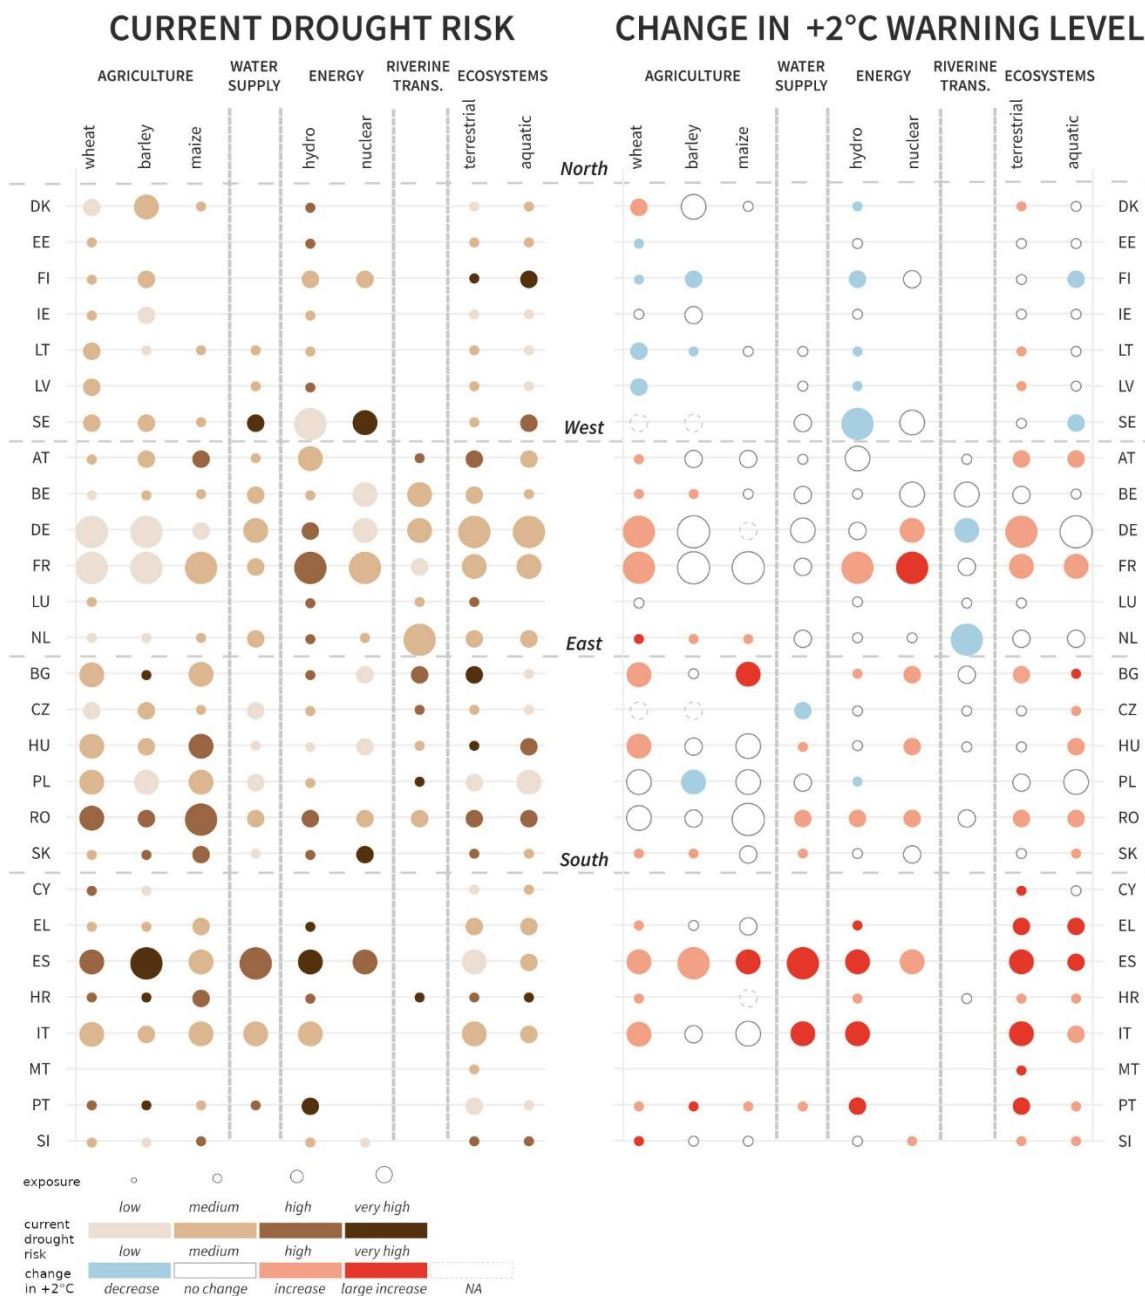 CURRENT DROUGHT RISK
CHANGE IN +2°C WARNING LEVEL
AGRICULTURE
WATER
SUPPLY
ENERGY
RIVERINE
TRANS.
ECOSYSTEMS
AGRICULTURE
WATER
SUPPLY
ENERGY
RIVERINE
TRANS.
ECOSYSTEMS
wheat
barley
maize
hydro
nuclear
terrestrial
aquatic
wheat
barley
maize
hydro
nuclear
terrestrial
aquatic
North
DK DK
EE EE
FI FI
IE IE
LT LT
LV LV
SE SE
West
AT AT
BE BE
DE DE
FR FR
LU LU
NL NL
East
BG BG
CZ CZ
HU HU
PL PL
RO RO
SK SK
South
CY CY
EL EL
ES ES
HR HR
IT IT
MT MT
PT PT
SI SI
exposure
low medium high very high
current
drought
risk
low medium high very high
change
in +2°C
decrease no change increase large increase NA